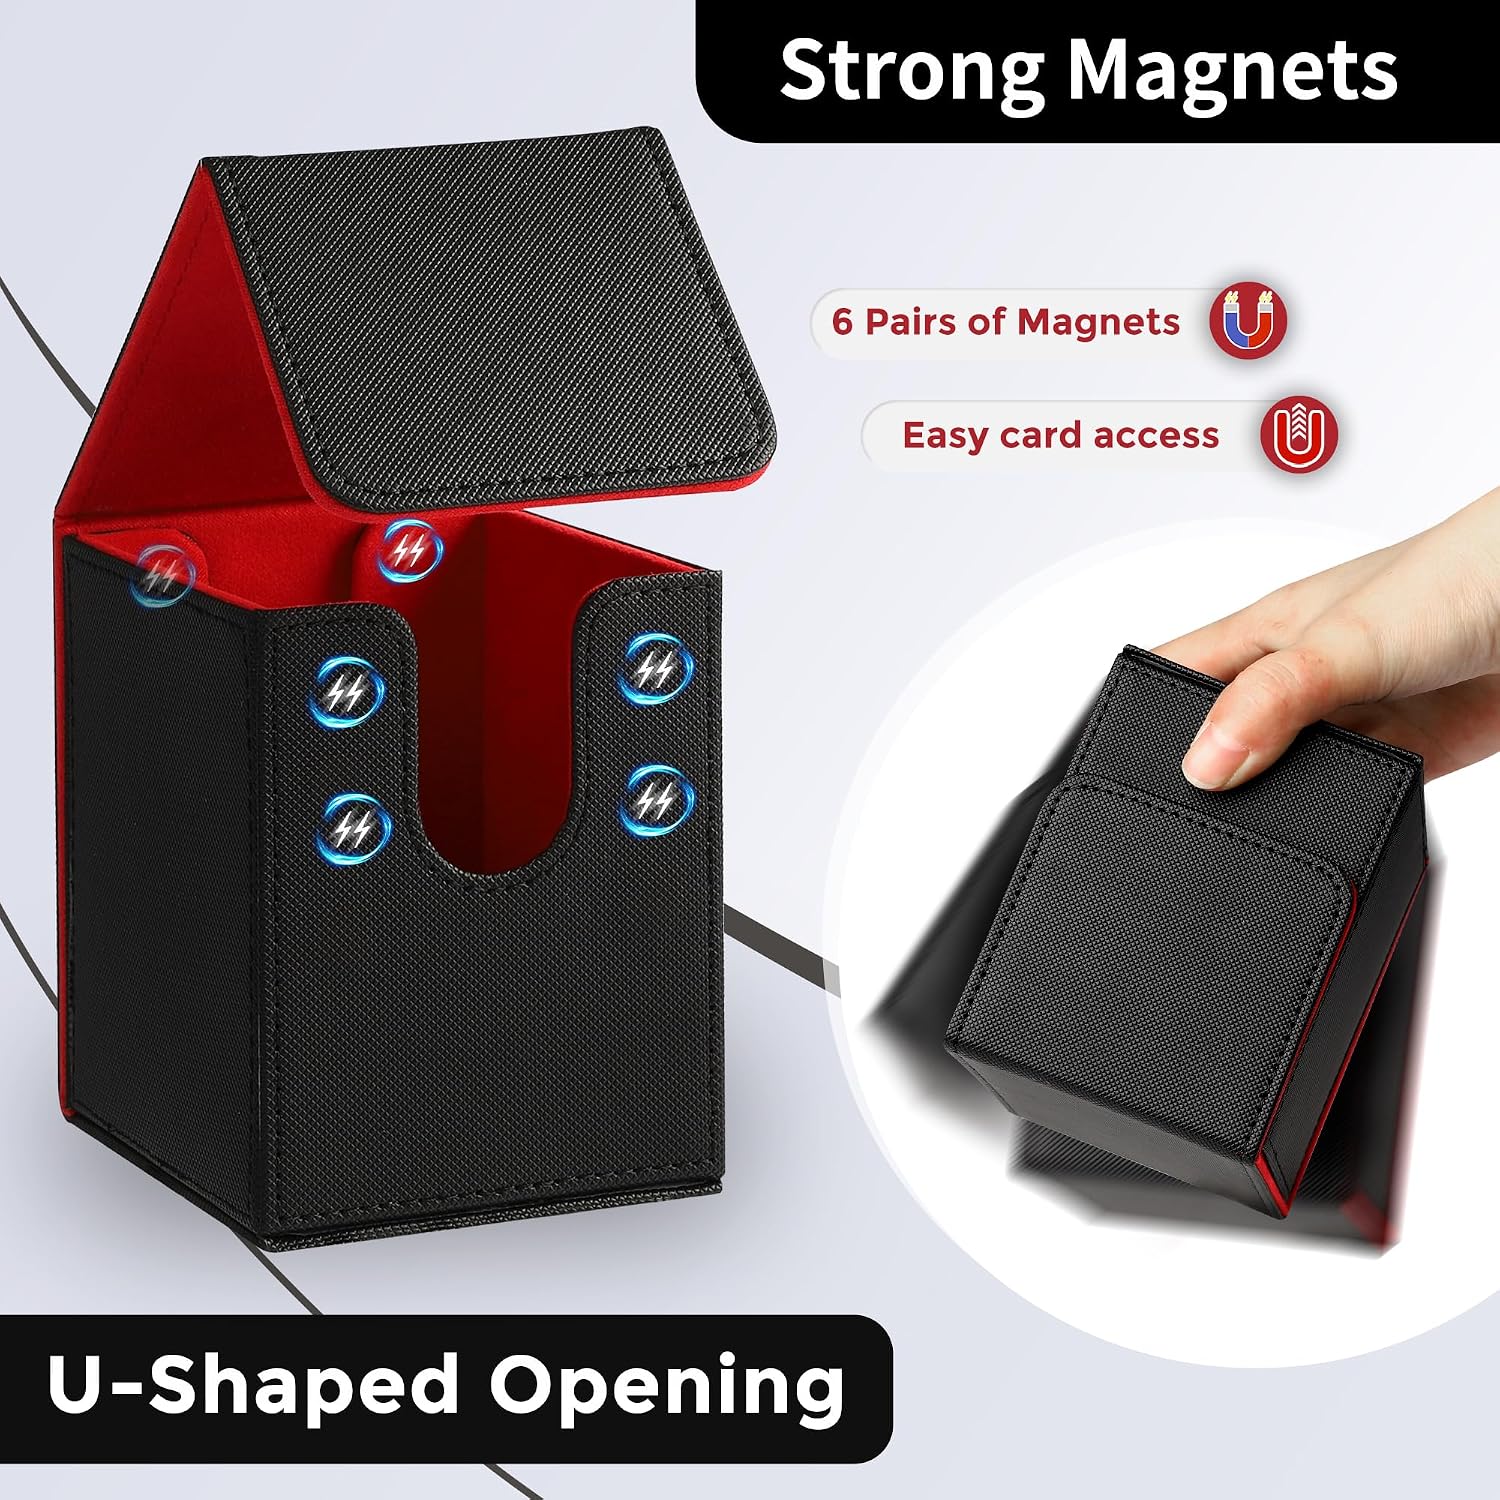 Strong Magnets
6 Pairs of Magnets
Easy card access
U-Shaped Opening